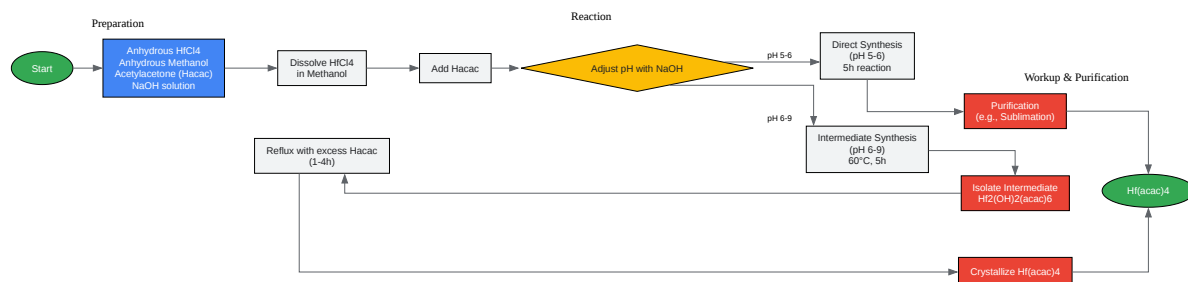 Preparation
Reaction
Start
Anhydrous HfCl4
Anhydrous Methanol
Acetylacetone (Hacac)
NaOH solution
Dissolve HfCl4
in Methanol
Add Hacac
Adjust pH with NaOH
pH 5-6
Direct Synthesis
(pH 5-6)
5h reaction
Workup & Purification
Purification
(e.g., Sublimation)
pH 6-9
Intermediate Synthesis
(pH 6-9)
60°C, 5h
Reflux with excess Hacac
(1-4h)
Isolate Intermediate
Hf2(OH)2(acac)6
Hf(acac)4
Crystallize Hf(acac)4